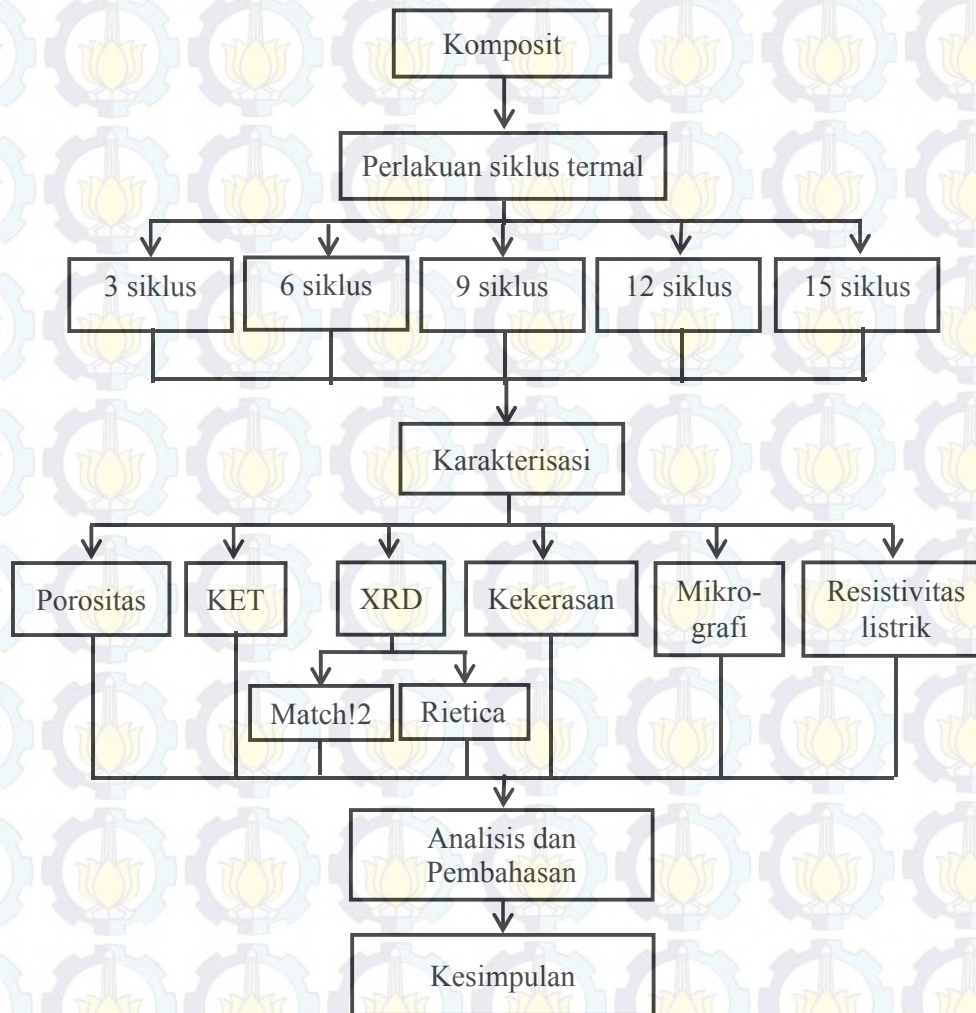 Komposit
Perlakuan siklus termal
3 siklus
6 siklus
9 siklus
12 siklus
15 siklus
Karakterisasi
Porositas
KET
XRD
Kekerasan
Mikro-
grafi
Resistivitas
listrik
Match!2
Rietica
Analisis dan
Pembahasan
Kesimpulan